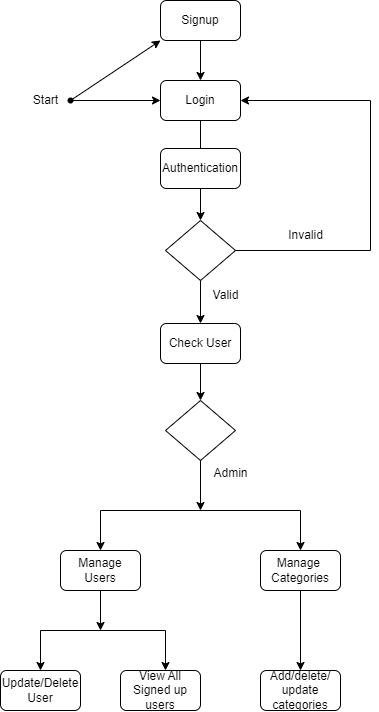 Signup
Start
Login
Authentication
Invalid
Valid
Check User
Admin
Manage
Users
Manage
Categories
Update/Delete
User
View All
Signed up
users
Add/delete/
update
categories